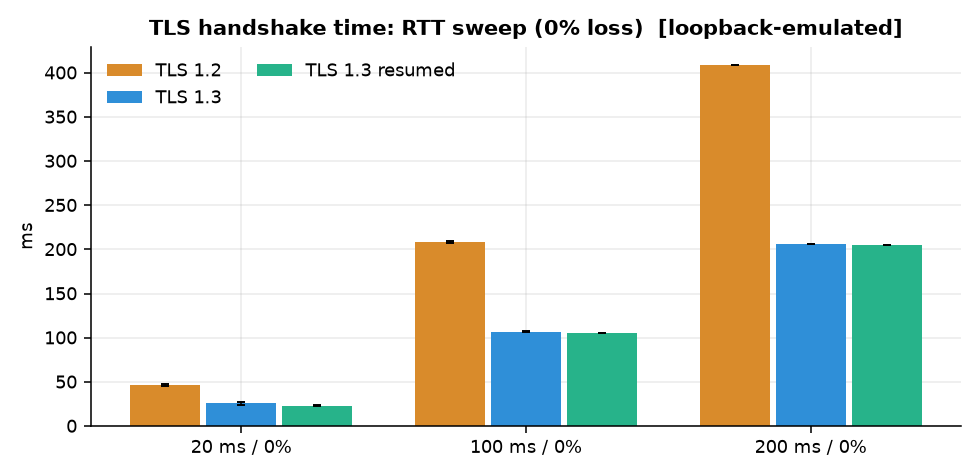 TLS handshake time: RTT sweep (0% loss)  [loopback-emulated]
TLS 1.2
TLS 1.3
TLS 1.3 resumed
ms
400
350
300
250
200
150
100
50
0
20 ms / 0%
100 ms / 0%
200 ms / 0%